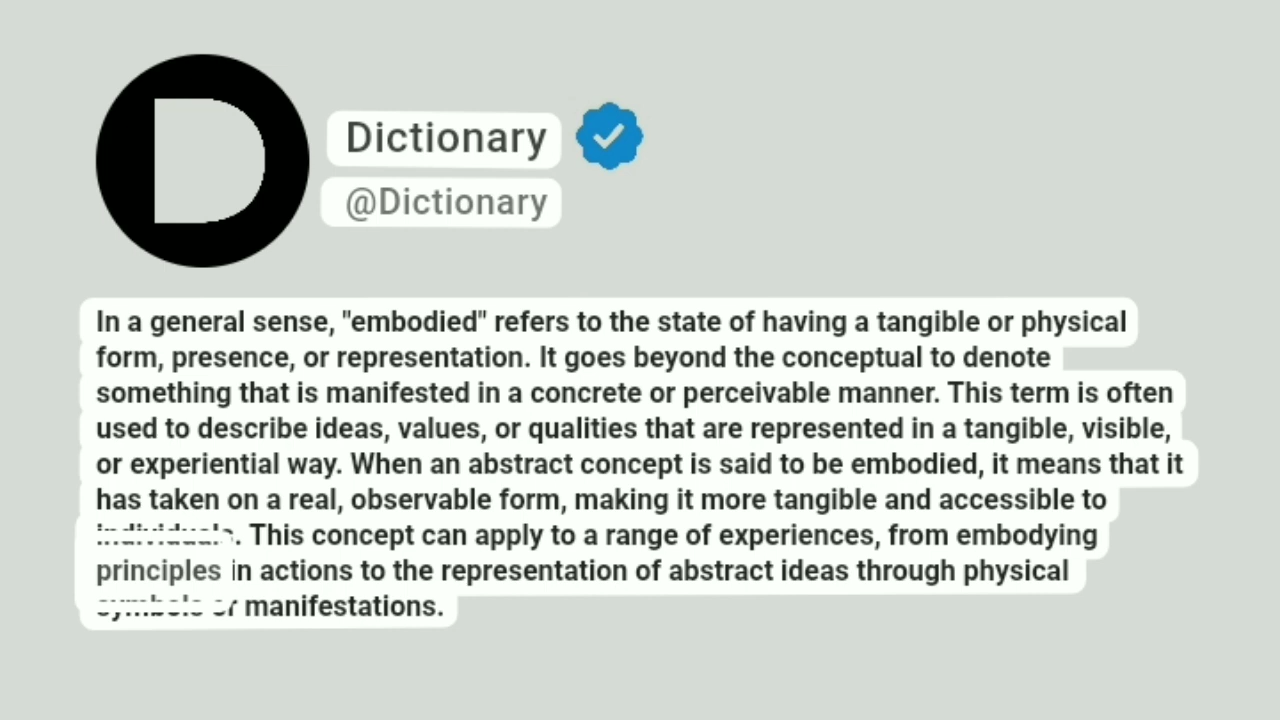 Dictionary
@Dictionary
In a general sense, "embodied" refers to the state of having a tangible or physical
form, presence, or representation. It goes beyond the conceptual to denote
something that is manifested in a concrete or perceivable manner. This term is often
used to describe ideas, values, or qualities that are represented in a tangible, visible,
or experiential way. When an abstract concept is said to be embodied, it means that it
has taken on a real, observable form, making it more tangible and accessible to
individuals. This concept can apply to a range of experiences, from embodying
principles in actions to the representation of abstract ideas through physical
symbols or manifestations.